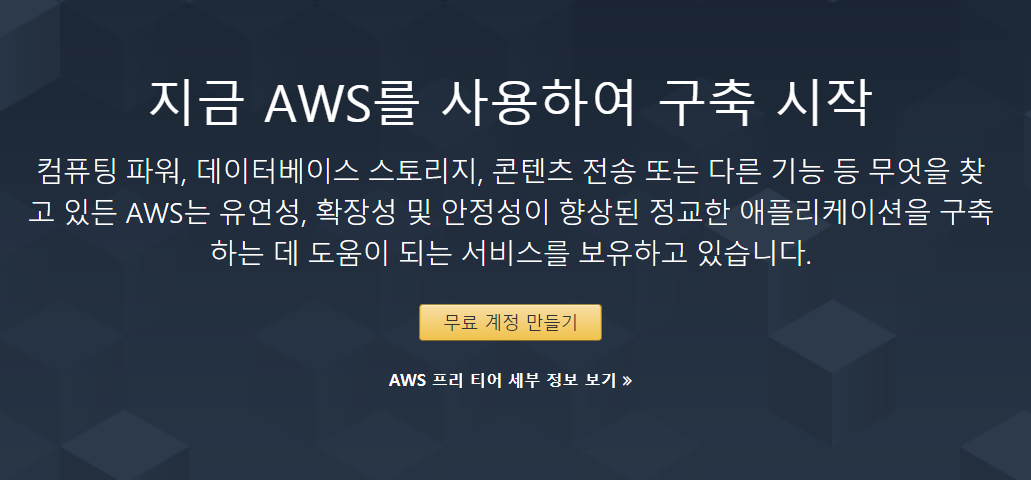 지금 AWS를 사용하여 구축 시작
컴퓨팅 파워, 데이터베이스 스토리지, 콘텐츠 전송 또는 다른 기능 등 무엇을 찾
고 있든 AWS는 유연성, 확장성 및 안정성이 향상된 정교한 애플리케이션을 구축
하는 데 도움이 되는 서비스를 보유하고 있습니다.
무료 계정 만들기
AWS 프리 티어 세부 정보 보기 »